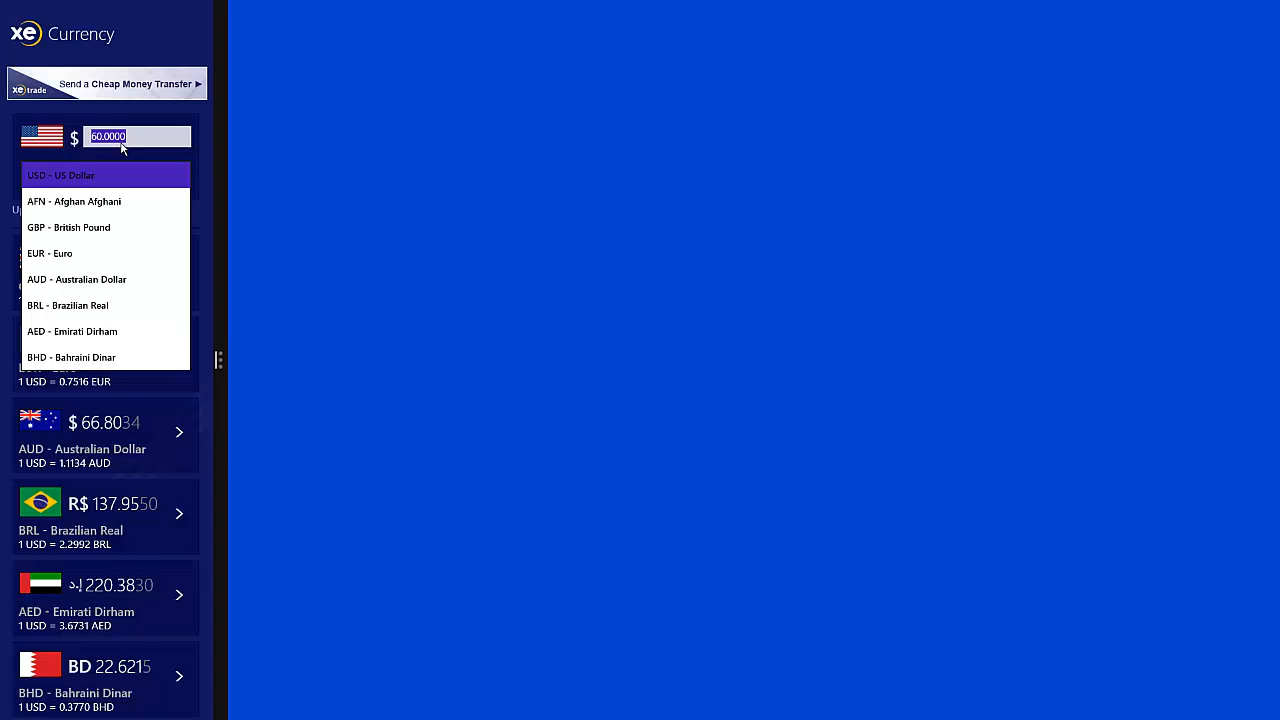 xe Currency
xe trade Send a Cheap Money Transfer ▶
$ 60.0000
USD - US Dollar
AFN - Afghan Afghani
GBP - British Pound
EUR - Euro
AUD - Australian Dollar
BRL - Brazilian Real
AED - Emirati Dirham
BHD - Bahraini Dinar
1 USD = 0.7516 EUR
$ 66.8034
AUD - Australian Dollar
1 USD = 1.1134 AUD
R$ 137.9550
BRL - Brazilian Real
1 USD = 2.2992 BRL
د.إ 220.3830
AED - Emirati Dirham
1 USD = 3.6731 AED
BD 22.6215
BHD - Bahraini Dinar
1 USD = 0.3770 BHD